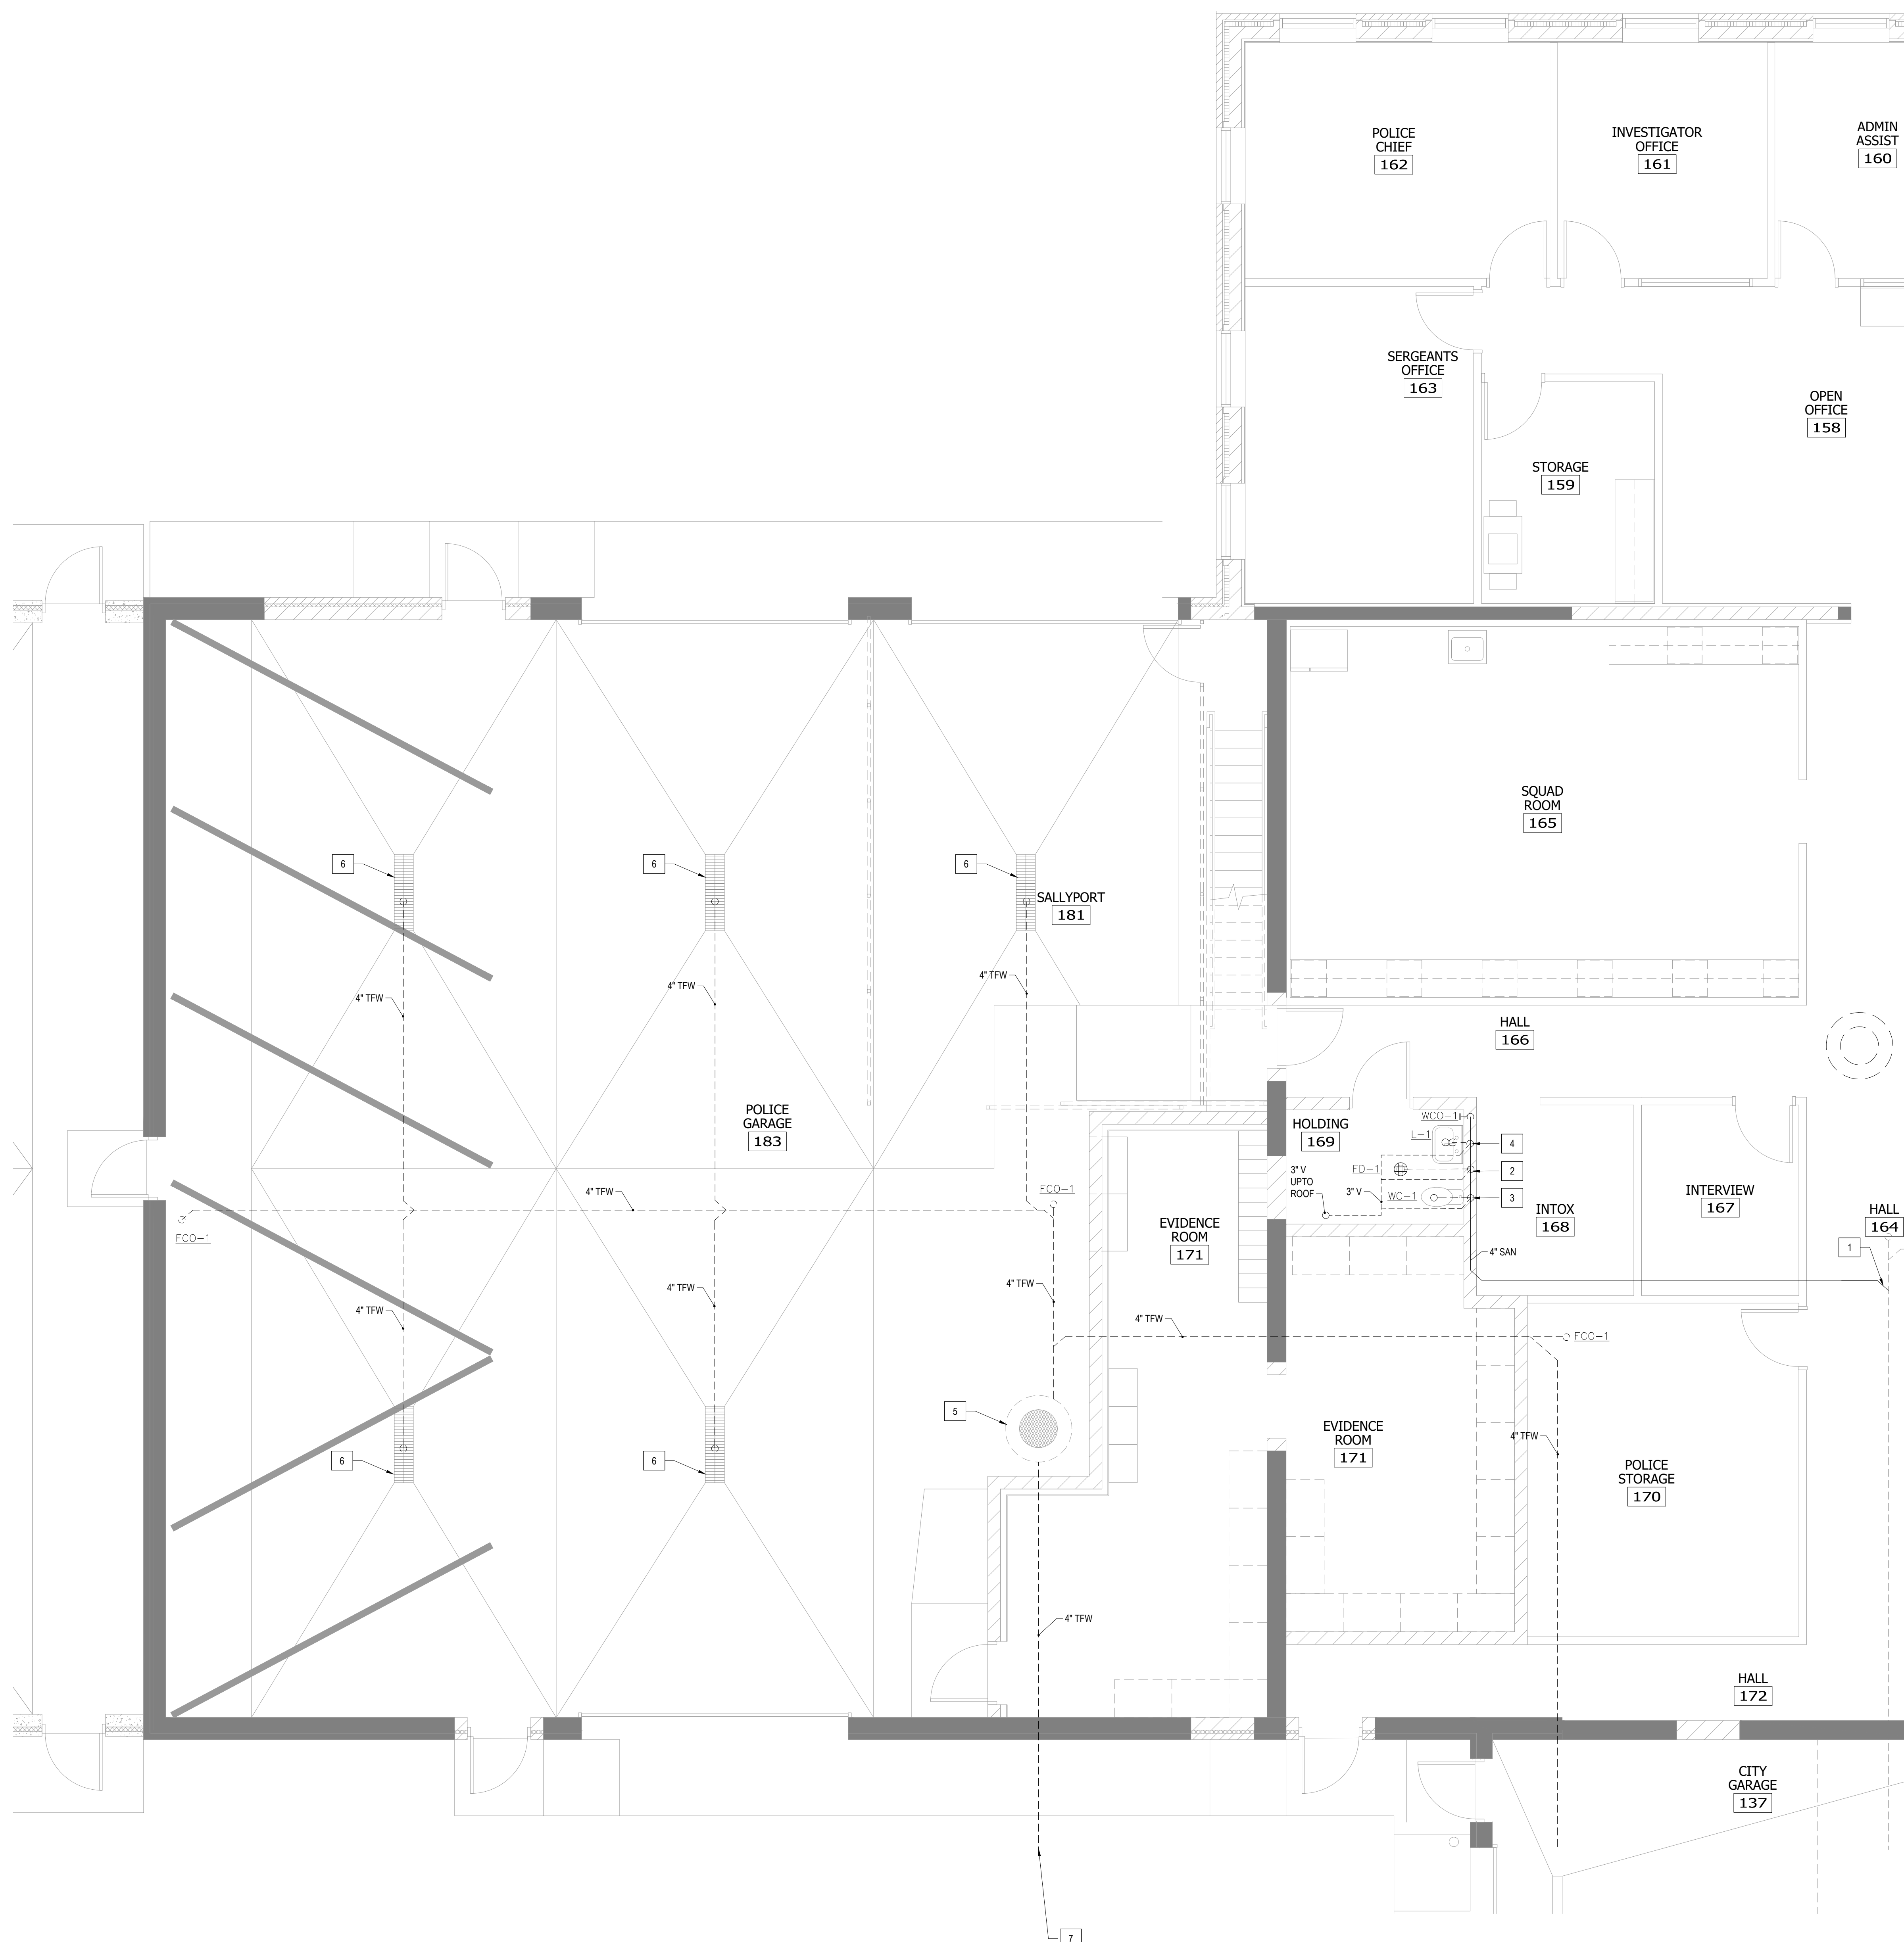 POLICE
CHIEF
162
INVESTIGATOR
OFFICE
161
ADMIN
ASSIST
160
SERGEANTS
OFFICE
163
OPEN
OFFICE
158
STORAGE
159
SQUAD
ROOM
165
6
6
6
SALLYPORT
181
4" TFW
4" TFW
4" TFW
HALL
166
POLICE
GARAGE
183
HOLDING
169
WCO-1
L-1
4
FD-1
2
3" V
UPTO
ROOF
3" V
WC-1
3
INTOX
168
INTERVIEW
167
HALL
164
1
4" TFW
FCO-1
FCO-1
EVIDENCE
ROOM
171
4" SAN
4" TFW
4" TFW
4" TFW
4" TFW
FCO-1
5
EVIDENCE
ROOM
171
4" TFW
6
6
POLICE
STORAGE
170
4" TFW
HALL
172
CITY
GARAGE
137
7